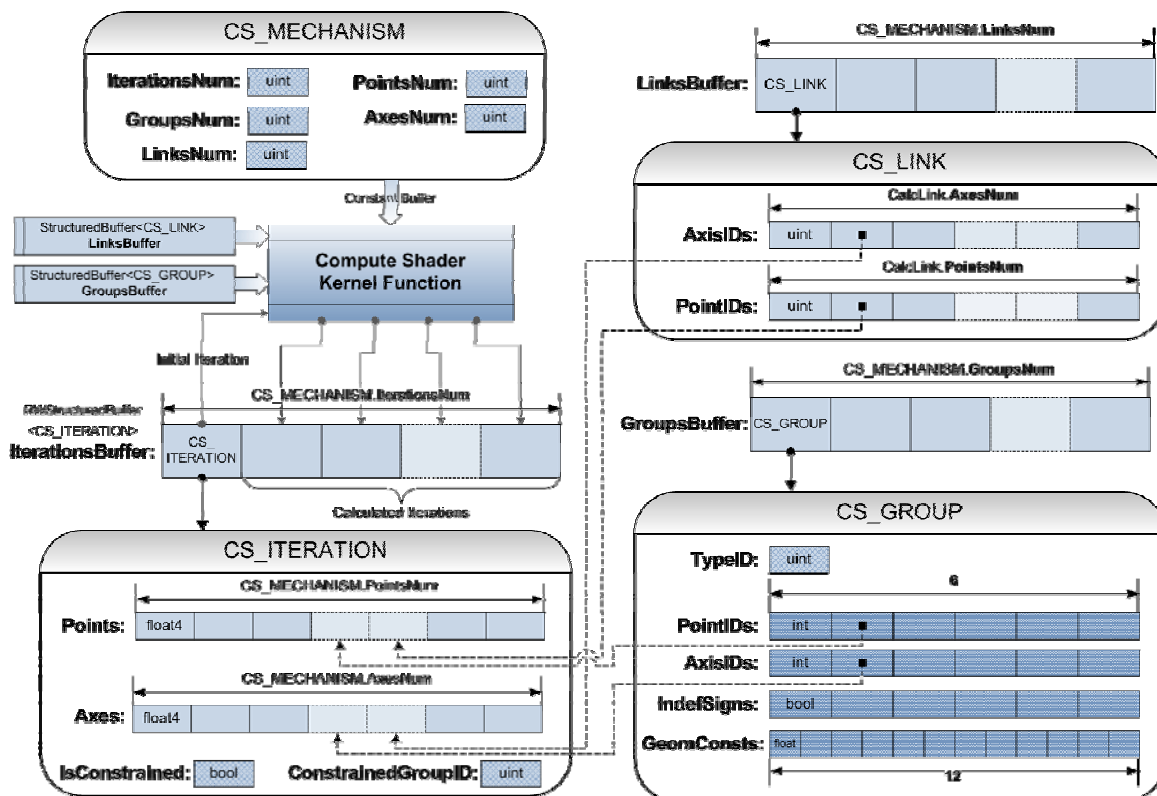 CS_MECHANISM
IterationsNum: uint
PointsNum: uint
GroupsNum: uint
AxesNum: uint
LinksNum: uint
Constant Buffer
StructuredBuffer<CS_LINK>
LinksBuffer
StructuredBuffer<CS_GROUP>
GroupsBuffer
Compute Shader
Kernel Function
Initial Iteration
CS_MECHANISM.IterationsNum
RWStructuredBuffer
<CS_ITERATION>
IterationsBuffer:
CS_
ITERATION
Calculated Iterations
CS_ITERATION
CS_MECHANISM.PointsNum
Points: float4
CS_MECHANISM.AxesNum
Axes: float4
IsConstrained: bool
ConstrainedGroupID: uint
CS_MECHANISM.LinksNum
LinksBuffer: CS_LINK
CS_LINK
CalcLink.AxesNum
AxisIDs: uint
CalcLink.PointsNum
PointIDs: uint
CS_MECHANISM.GroupsNum
GroupsBuffer: CS_GROUP
CS_GROUP
TypeID: uint
6
PointIDs: int
AxisIDs: int
IndefSigns: bool
GeomConsts: float
12